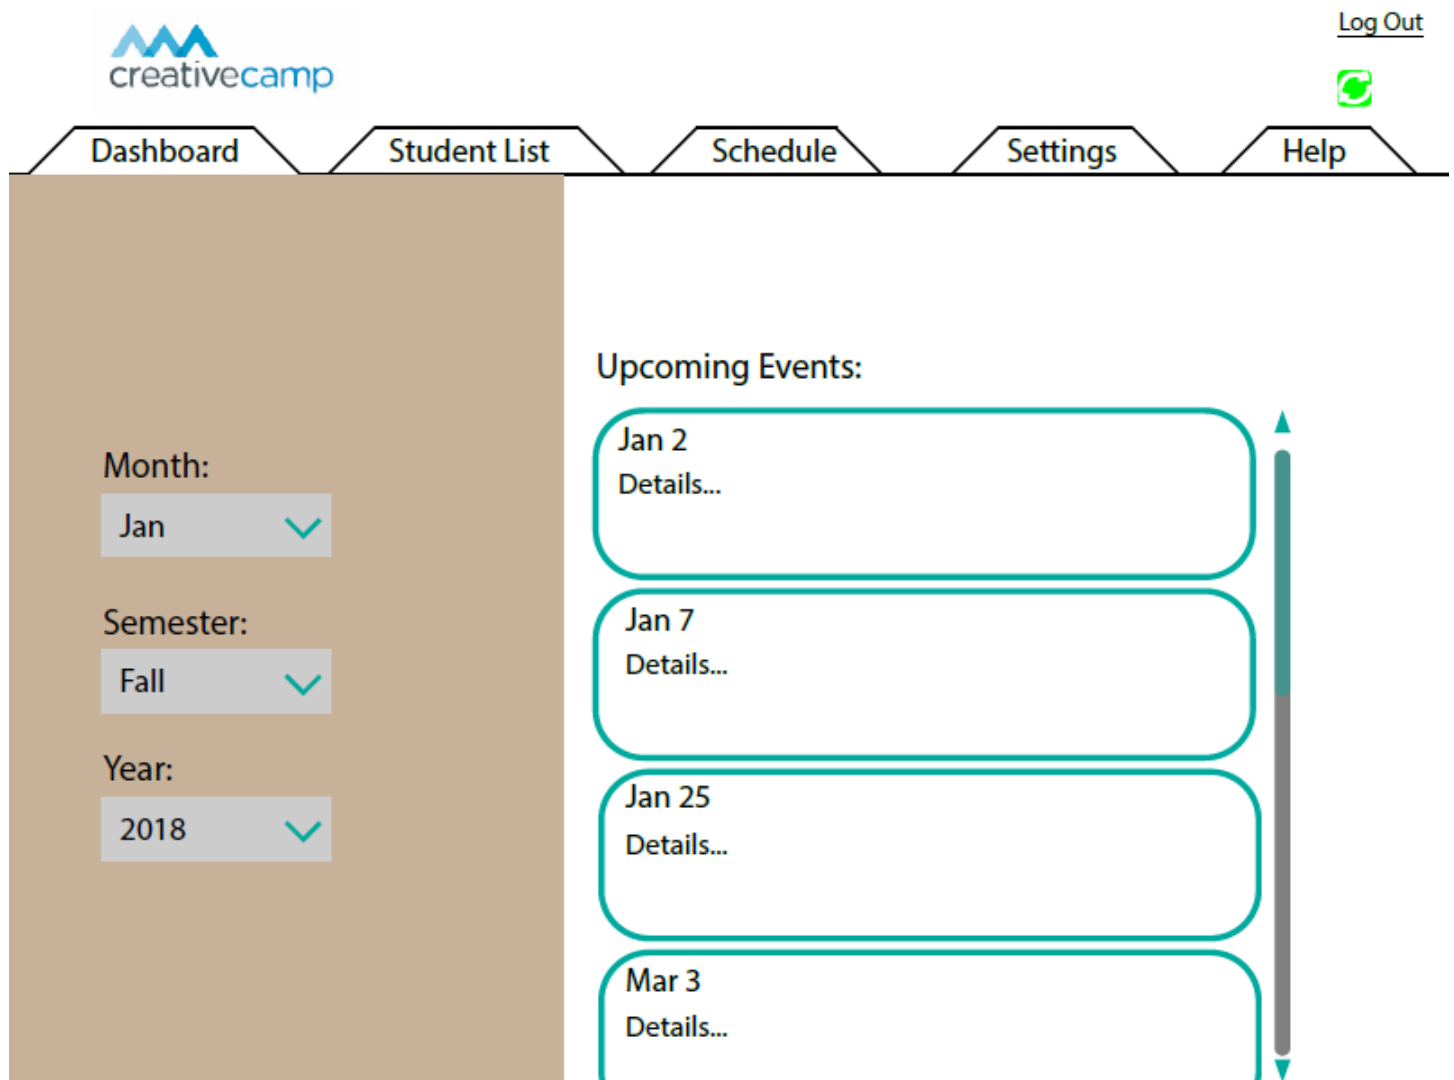 Log Out
creativecamp
Dashboard Student List Schedule Settings Help
Upcoming Events:
Month:
Jan
Semester:
Fall
Year:
2018
Jan 2
Details...
Jan 7
Details...
Jan 25
Details...
Mar 3
Details...